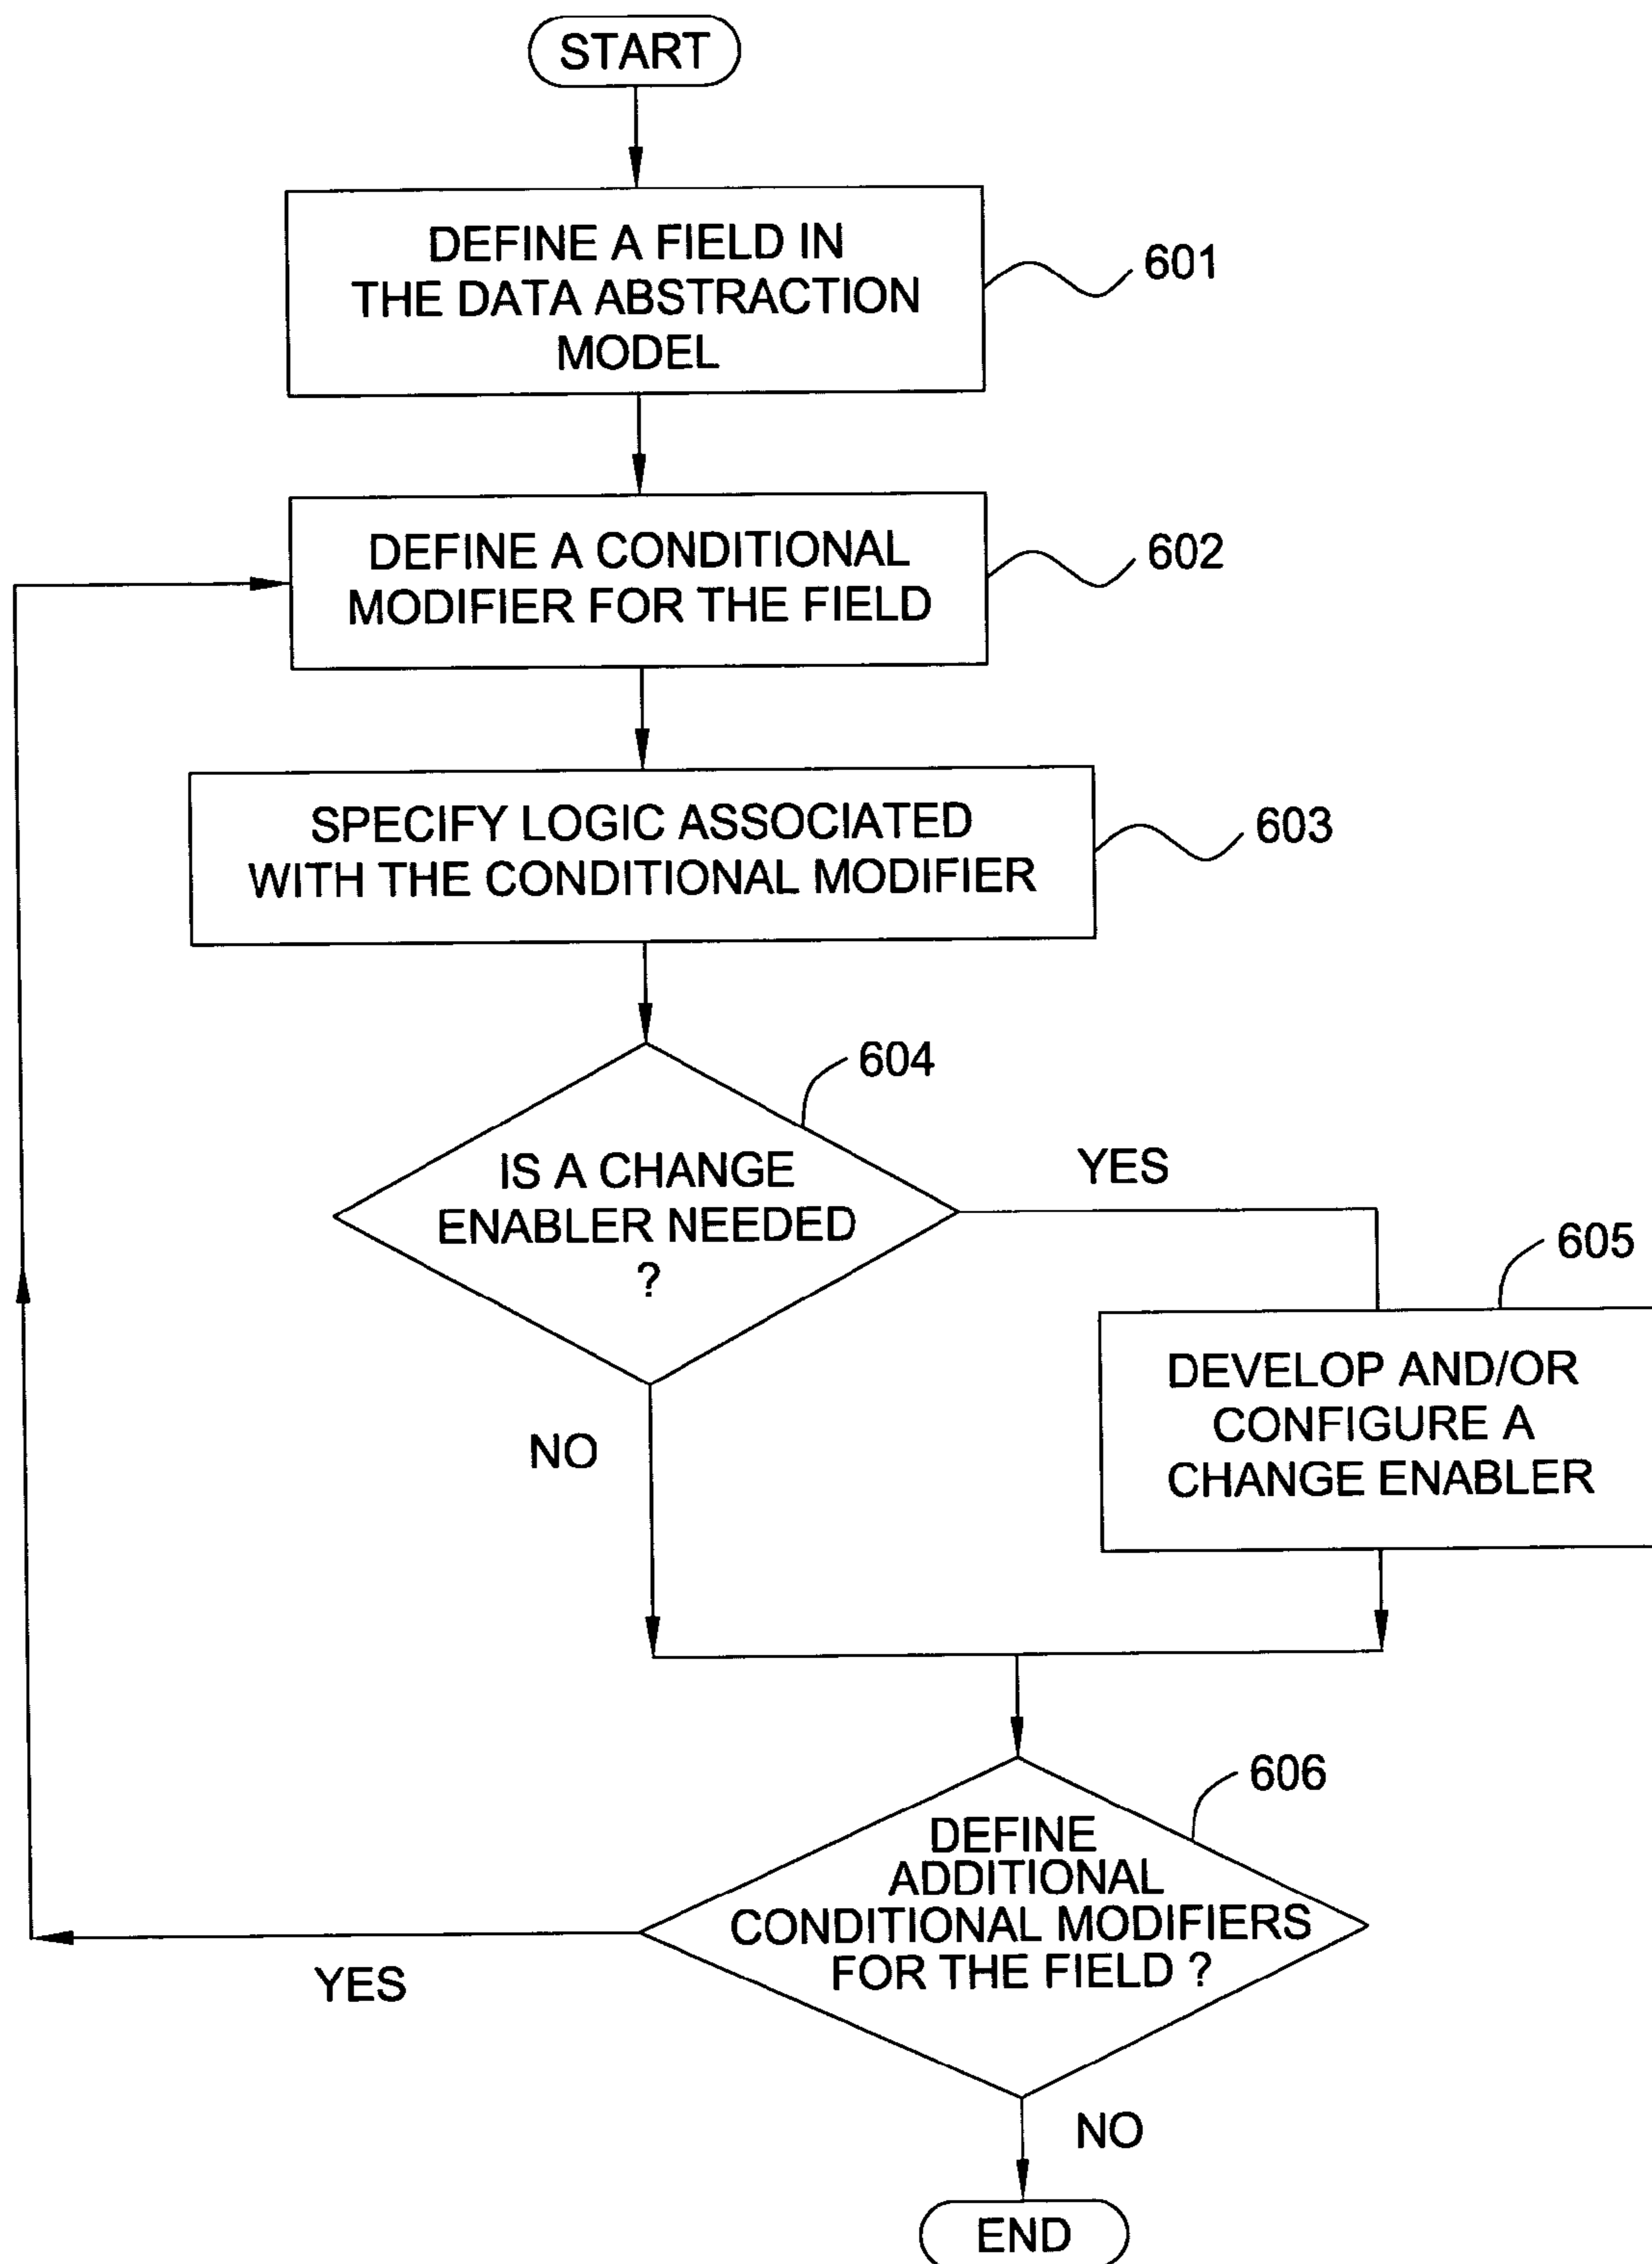 START
DEFINE A FIELD IN
THE DATA ABSTRACTION
MODEL
601
DEFINE A CONDITIONAL
MODIFIER FOR THE FIELD
602
SPECIFY LOGIC ASSOCIATED
WITH THE CONDITIONAL MODIFIER
603
604
IS A CHANGE
ENABLER NEEDED
?
YES
605
DEVELOP AND/OR
CONFIGURE A
CHANGE ENABLER
NO
606
DEFINE
ADDITIONAL
CONDITIONAL MODIFIERS
FOR THE FIELD ?
YES
NO
END